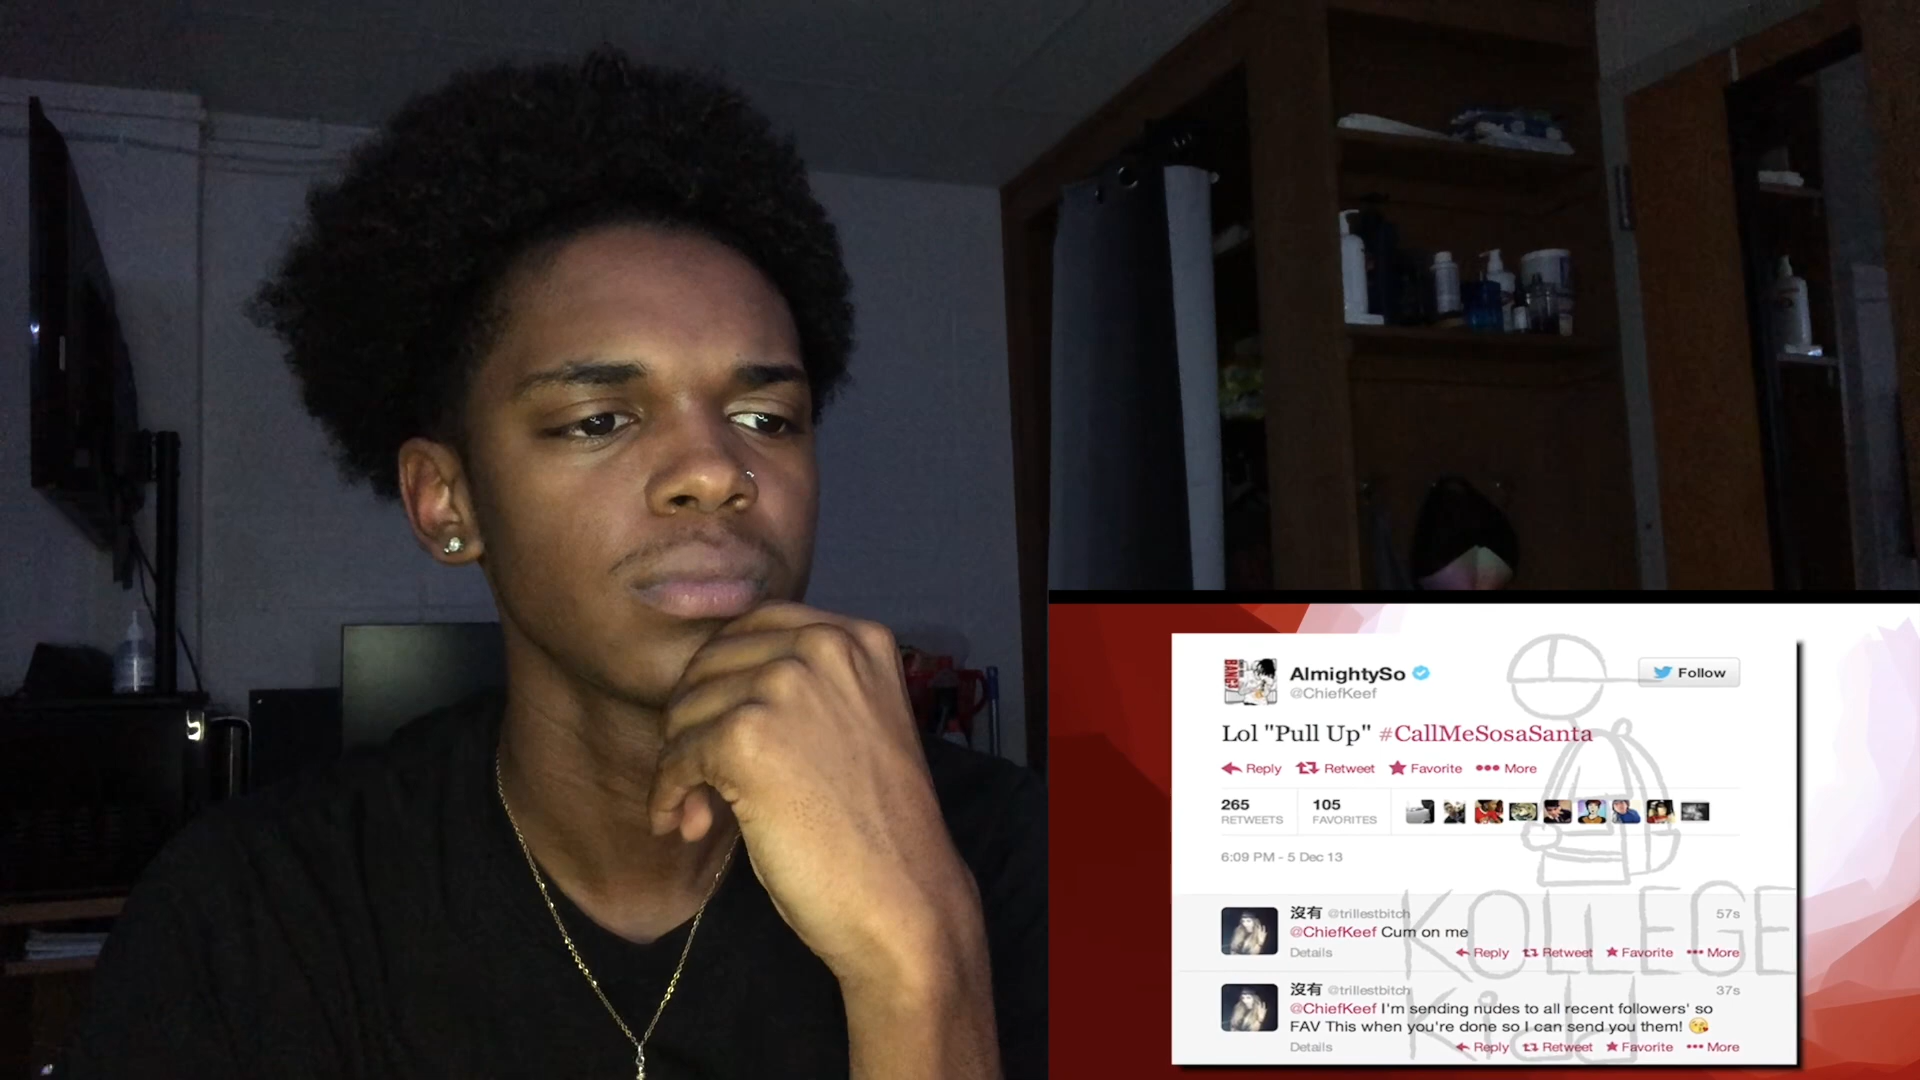 AlmightySo
@ChiefKeef
Follow
Lol "Pull Up" #CallMeSosaSanta
Reply Retweet Favorite More
265 105
RETWEETS FAVORITES
6:09 PM - 5 Dec 13
沒有 @trillestbitch 57s
@ChiefKeef Cum on me
Details Reply Retweet Favorite More
沒有 @trillestbitch 37s
@ChiefKeef I'm sending nudes to all recent followers' so
FAV This when you're done so I can send you them!
Details Reply Retweet Favorite More
KOLLEGE
Kidd